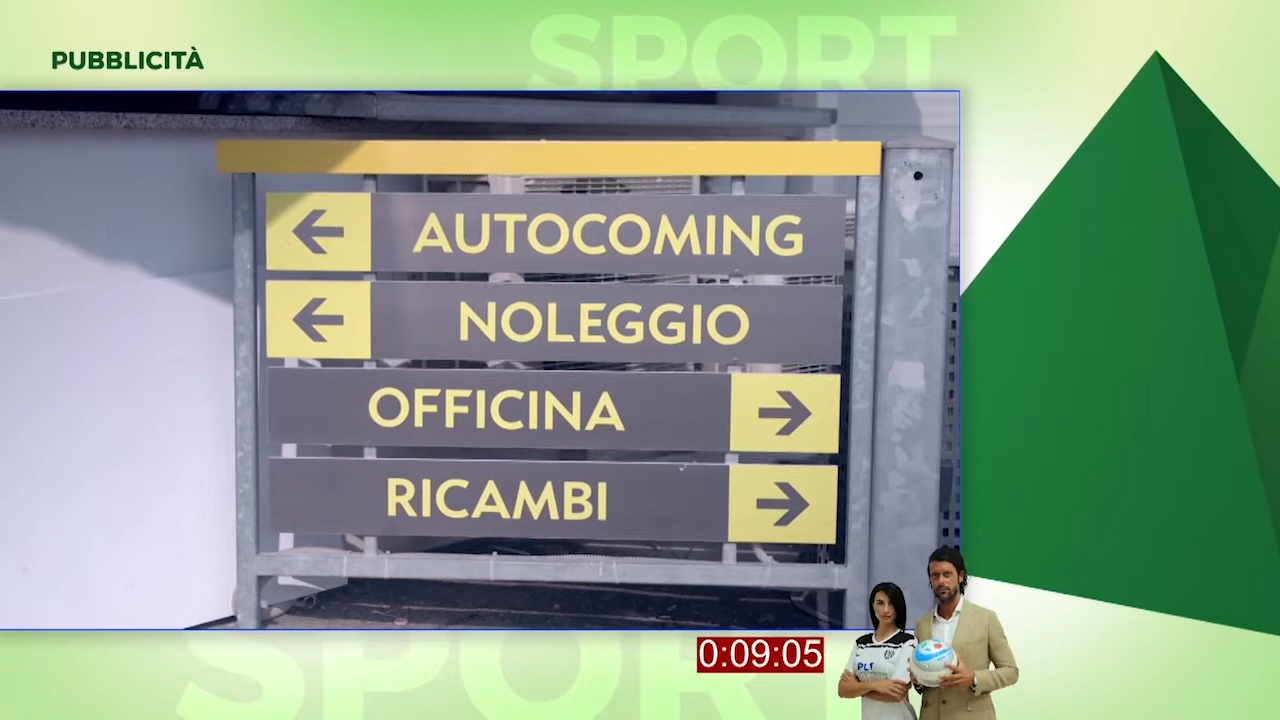 SPORT
PUBBLICITÀ
AUTOCOMING
NOLEGGIO
OFFICINA
RICAMBI
0:09:05
SPORT